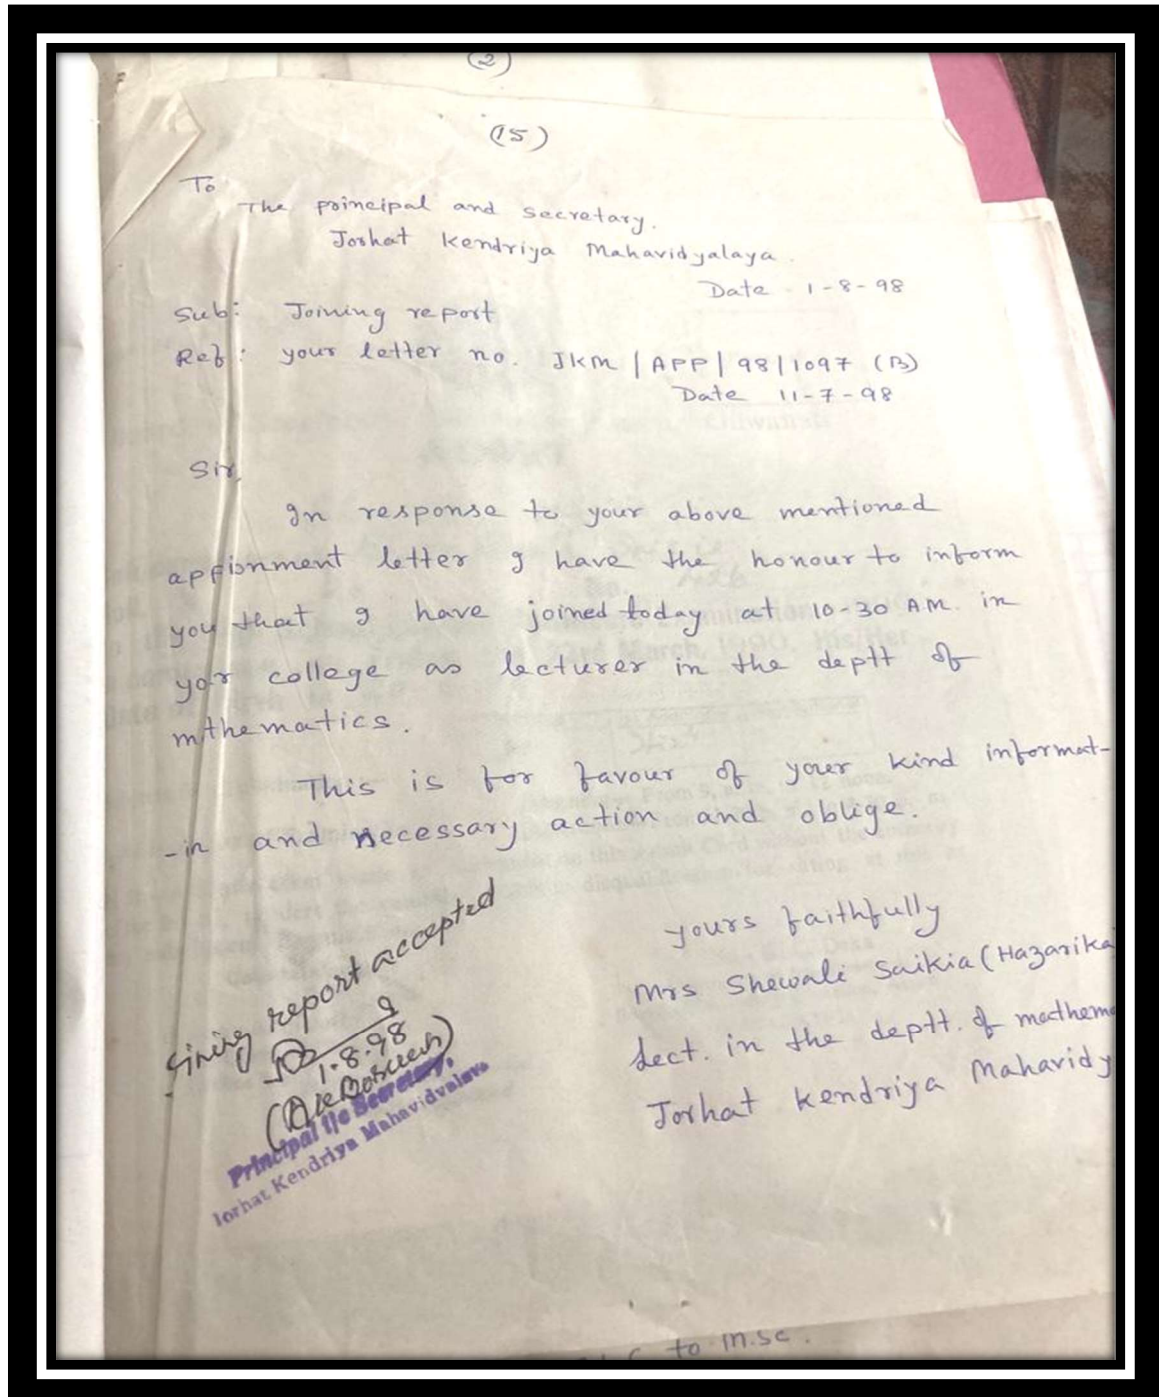 (2)
(15)
To
The principal and secretary.
Jorhat Kendriya Mahavidyalaya.
Date - 1-8-98
Sub: Joining report
Ref: your letter no. JKM | APP | 98 | 1097 (B)
Date 11-7-98
Sir,
In response to your above mentioned
appionment letter I have the honour to inform
you that I have joined today at 10-30 A.M. in
yor college as lecturer in the deptt of
mthematics.
This is for favour of your kind informat-
-in and necessary action and oblige.
yours faithfully
Mrs Shewali Saikia (Hazarika
Lect. in the deptt. of mathem
Jorhat Kendriya Mahavidy
Joining report accepted
1.8.98
Principal i/c Secretary,
Jorhat Kendriya Mahavidyalaya
to M.Sc.